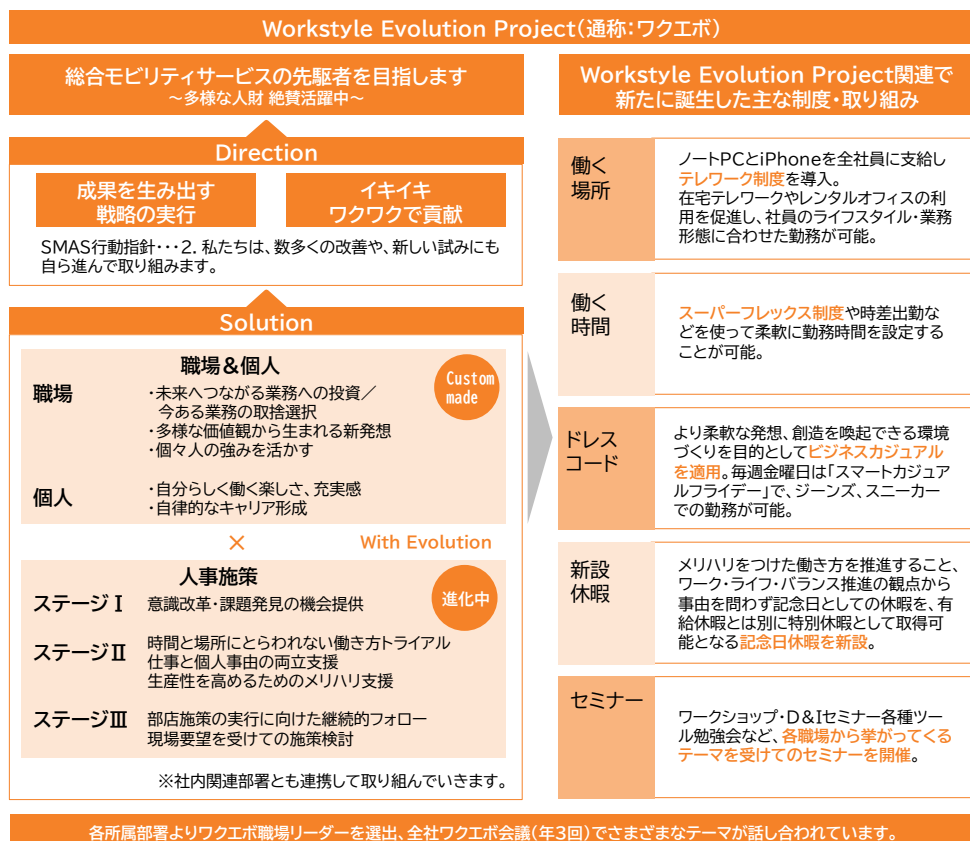 Workstyle Evolution Project(通称：ワクエボ)
総合モビリティサービスの先駆者を目指します
～多様な人財 絶賛活躍中～
Direction
成果を生み出す
戦略の実行
イキイキ
ワクワクで貢献
SMAS行動指針・・・2. 私たちは、数多くの改善や、新しい試みにも
自ら進んで取り組みます。
Solution
職場＆個人
Custom
made
職場
・未来へつながる業務への投資／
今ある業務の取捨選択
・多様な価値観から生まれる新発想
・個々人の強みを活かす
個人
・自分らしく働く楽しさ、充実感
・自律的なキャリア形成
×
With Evolution
人事施策
進化中
ステージⅠ
意識改革・課題発見の機会提供
ステージⅡ
時間と場所にとらわれない働き方トライアル
仕事と個人事由の両立支援
生産性を高めるためのメリハリ支援
ステージⅢ
部店施策の実行に向けた継続的フォロー
現場要望を受けての施策検討
※社内関連部署とも連携して取り組んでいきます。
Workstyle Evolution Project関連で
新たに誕生した主な制度・取り組み
働く
場所
ノートPCとiPhoneを全社員に支給し
テレワーク制度を導入。
在宅テレワークやレンタルオフィスの利
用を促進し、社員のライフスタイル・業務
形態に合わせた勤務が可能。
働く
時間
スーパーフレックス制度や時差出勤な
どを使って柔軟に勤務時間を設定する
ことが可能。
ドレス
コード
より柔軟な発想、創造を喚起できる環境
づくりを目的としてビジネスカジュアル
を適用。毎週金曜日は「スマートカジュア
ルフライデー」で、ジーンズ、スニーカー
での勤務が可能。
新設
休暇
メリハリをつけた働き方を推進すること、
ワーク・ライフ・バランス推進の観点から
事由を問わず記念日としての休暇を、有
給休暇とは別に特別休暇として取得可
能となる記念日休暇を新設。
セミナー
ワークショップ・D＆Iセミナー各種ツー
ル勉強会など、各職場から挙がってくる
テーマを受けてのセミナーを開催。
各所属部署よりワクエボ職場リーダーを選出、全社ワクエボ会議(年3回)でさまざまなテーマが話し合われています。